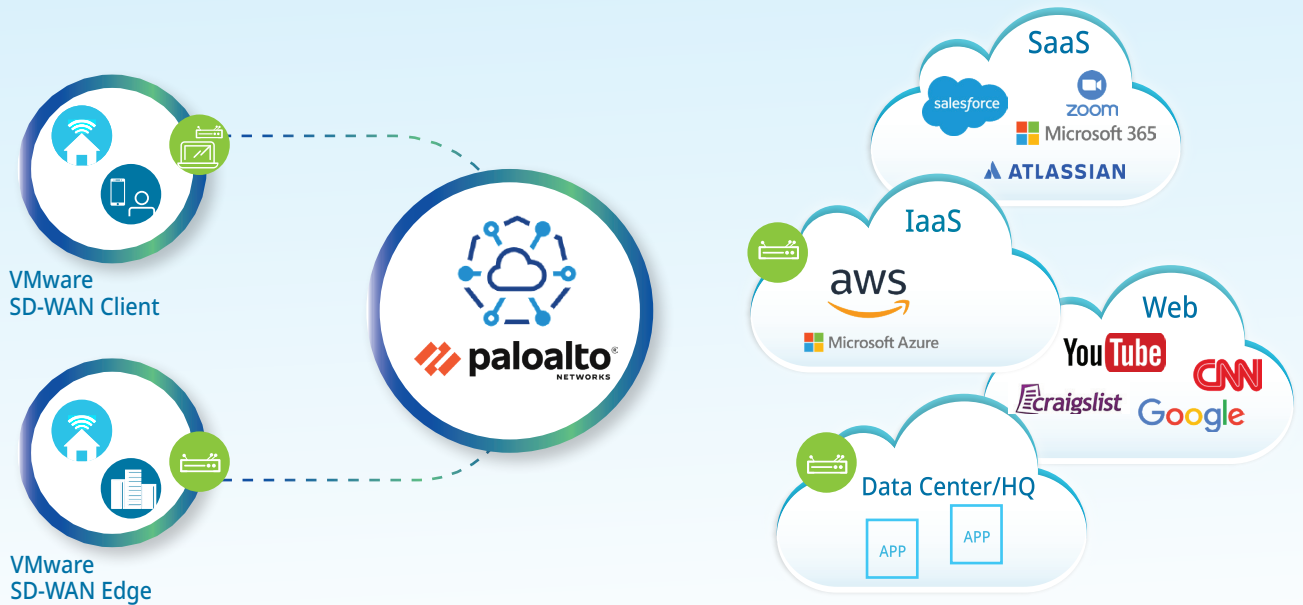 VMware
SD-WAN Client
VMware
SD-WAN Edge
paloalto®
NETWORKS
SaaS
salesforce
zoom
Microsoft 365
ATLASSIAN
IaaS
aws
Microsoft Azure
Web
YouTube
CNN
craigslist
Google
Data Center/HQ
APP
APP